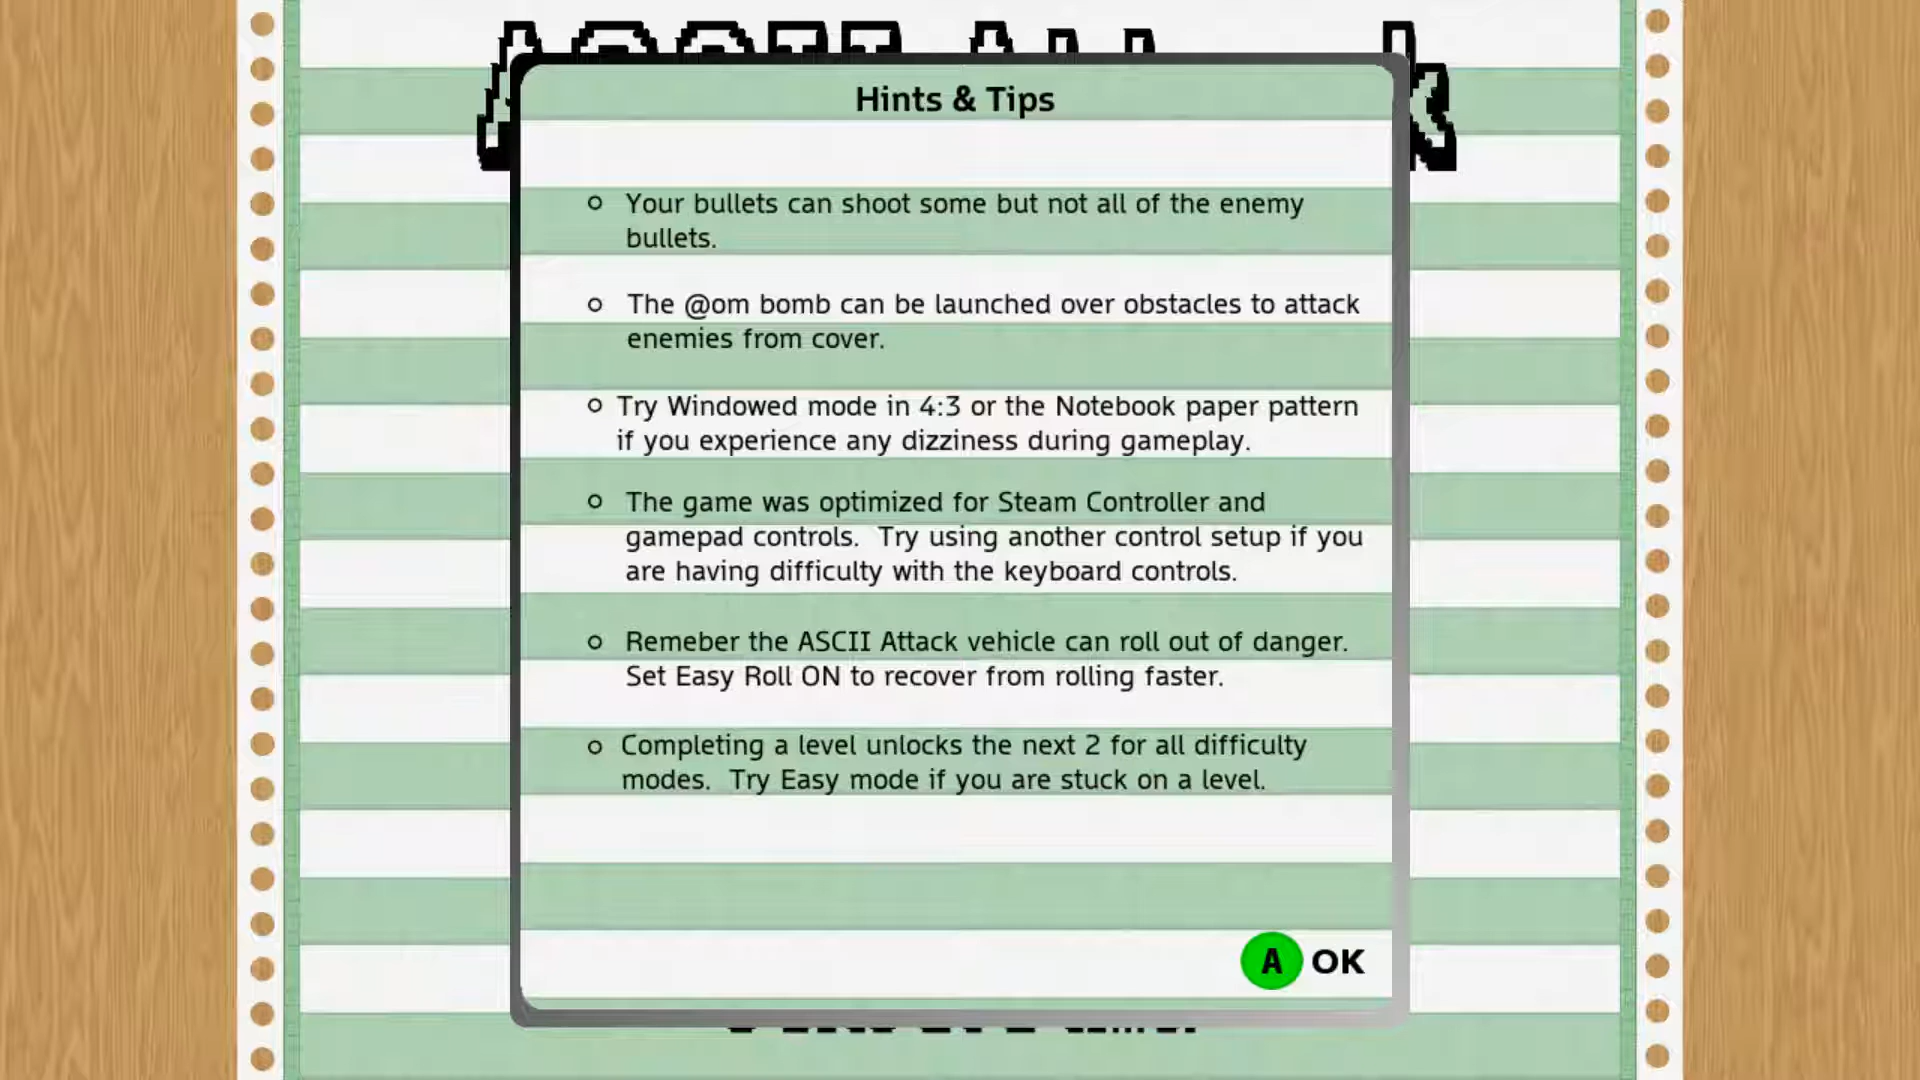 Hints & Tips
Your bullets can shoot some but not all of the enemy
bullets.
The @om bomb can be launched over obstacles to attack
enemies from cover.
Try Windowed mode in 4:3 or the Notebook paper pattern
if you experience any dizziness during gameplay.
The game was optimized for Steam Controller and
gamepad controls.  Try using another control setup if you
are having difficulty with the keyboard controls.
Remeber the ASCII Attack vehicle can roll out of danger.
Set Easy Roll ON to recover from rolling faster.
Completing a level unlocks the next 2 for all difficulty
modes.  Try Easy mode if you are stuck on a level.
A OK